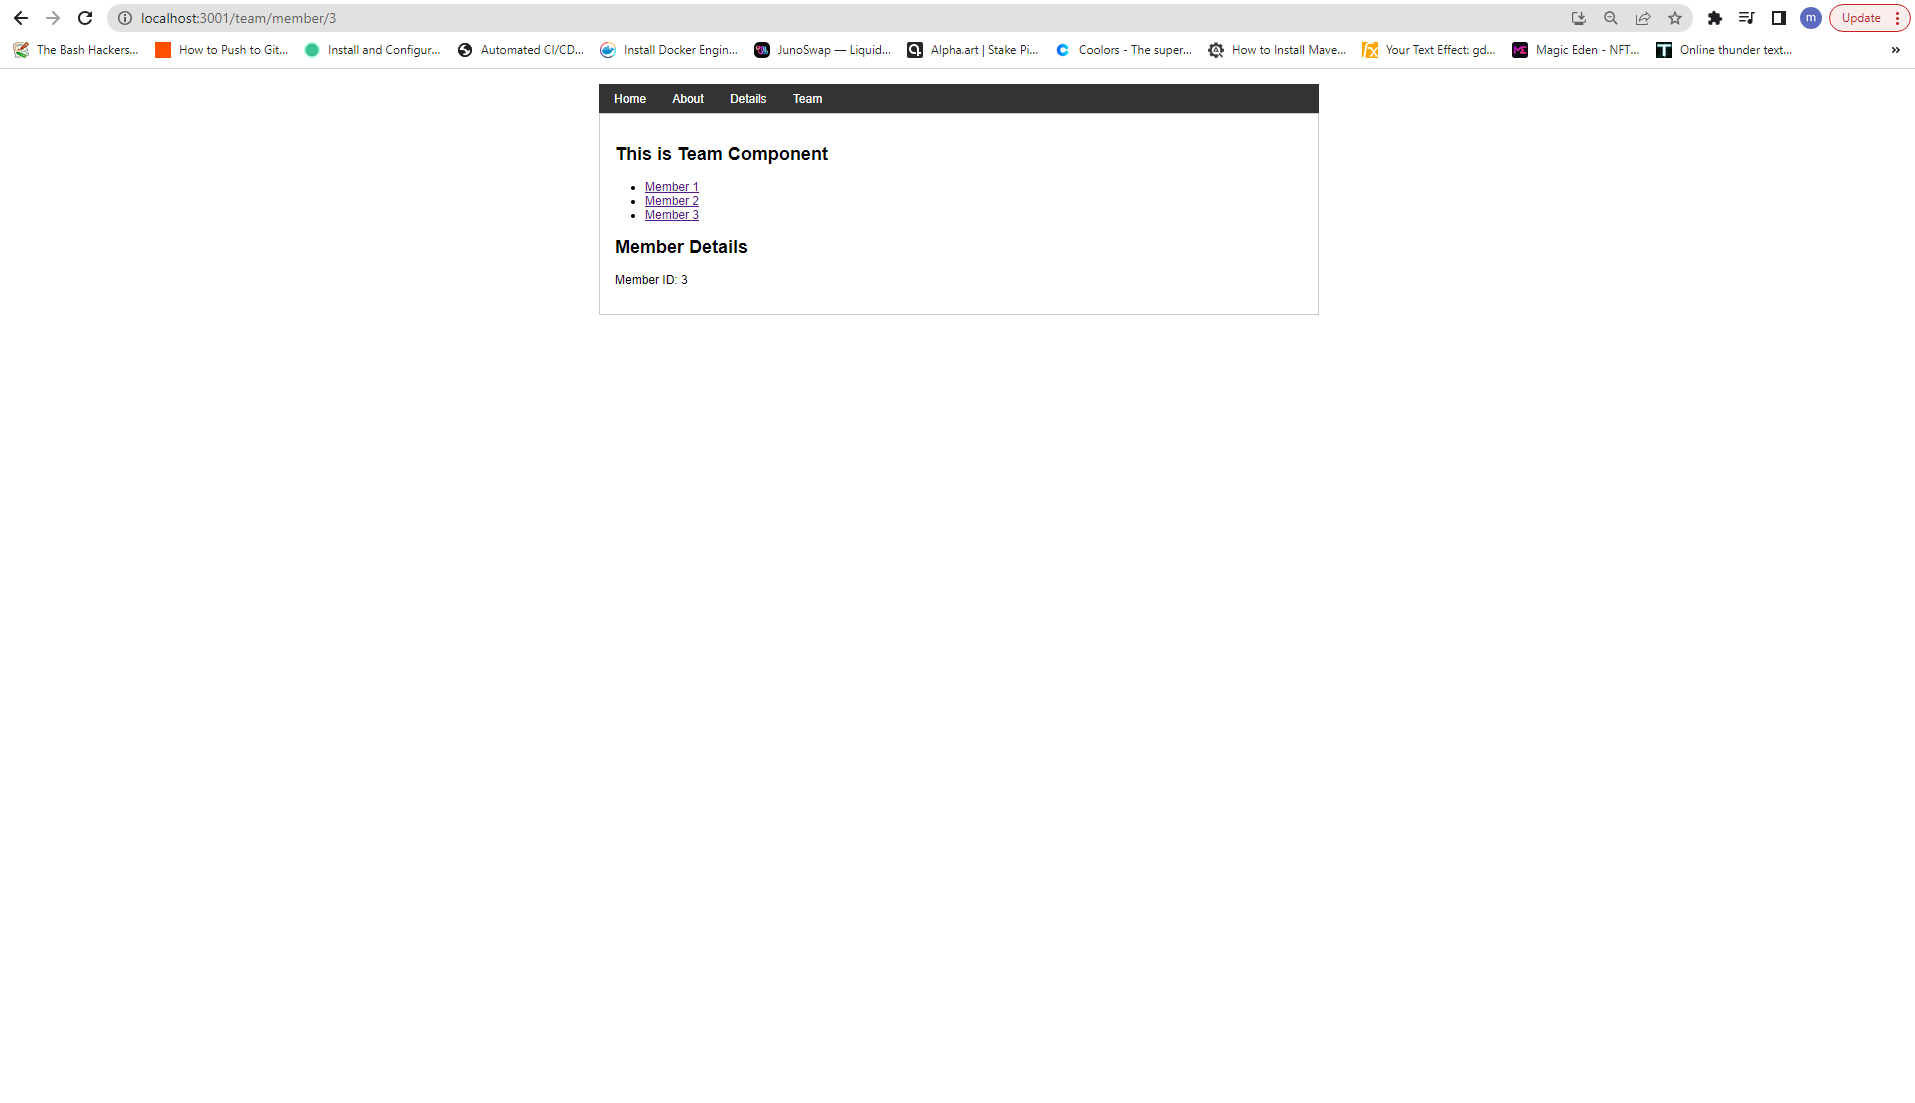 localhost:3001/team/member/3
m
Update
The Bash Hackers...
How to Push to Git...
Install and Configur...
Automated CI/CD...
Install Docker Engin...
JunoSwap — Liquid...
Alpha.art | Stake Pi...
Coolors - The super...
How to Install Mave...
Your Text Effect: gd...
Magic Eden - NFT...
Online thunder text...
»
Home About Details Team
This is Team Component
Member 1
Member 2
Member 3
Member Details
Member ID: 3